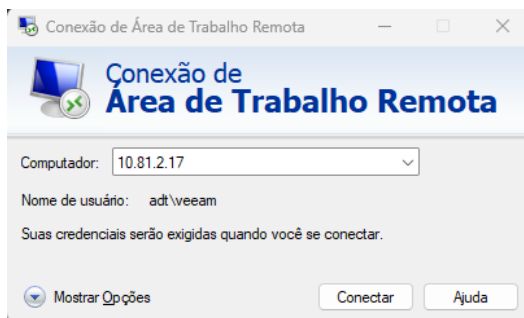 Conexão de Área de Trabalho Remota
Conexão de
Área de Trabalho Remota
Computador: 10.81.2.17
Nome de usuário: adt\veeam
Suas credenciais serão exigidas quando você se conectar.
Mostrar Opções Conectar Ajuda